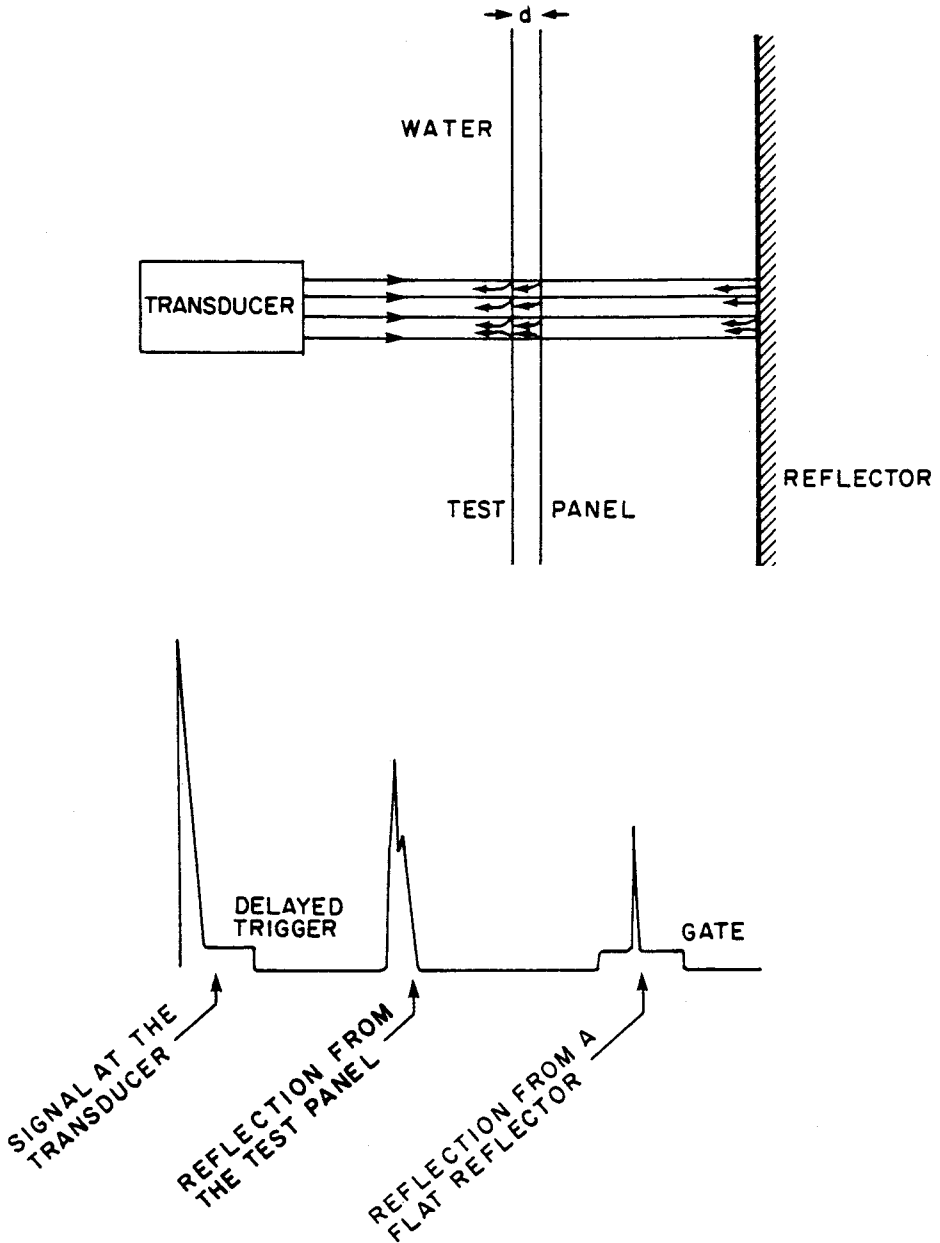 d
WATER
TRANSDUCER
REFLECTOR
TEST PANEL
DELAYED
TRIGGER
GATE
SIGNAL AT THE
TRANSDUCER
REFLECTION FROM
THE TEST PANEL
REFLECTION FROM A
FLAT REFLECTOR